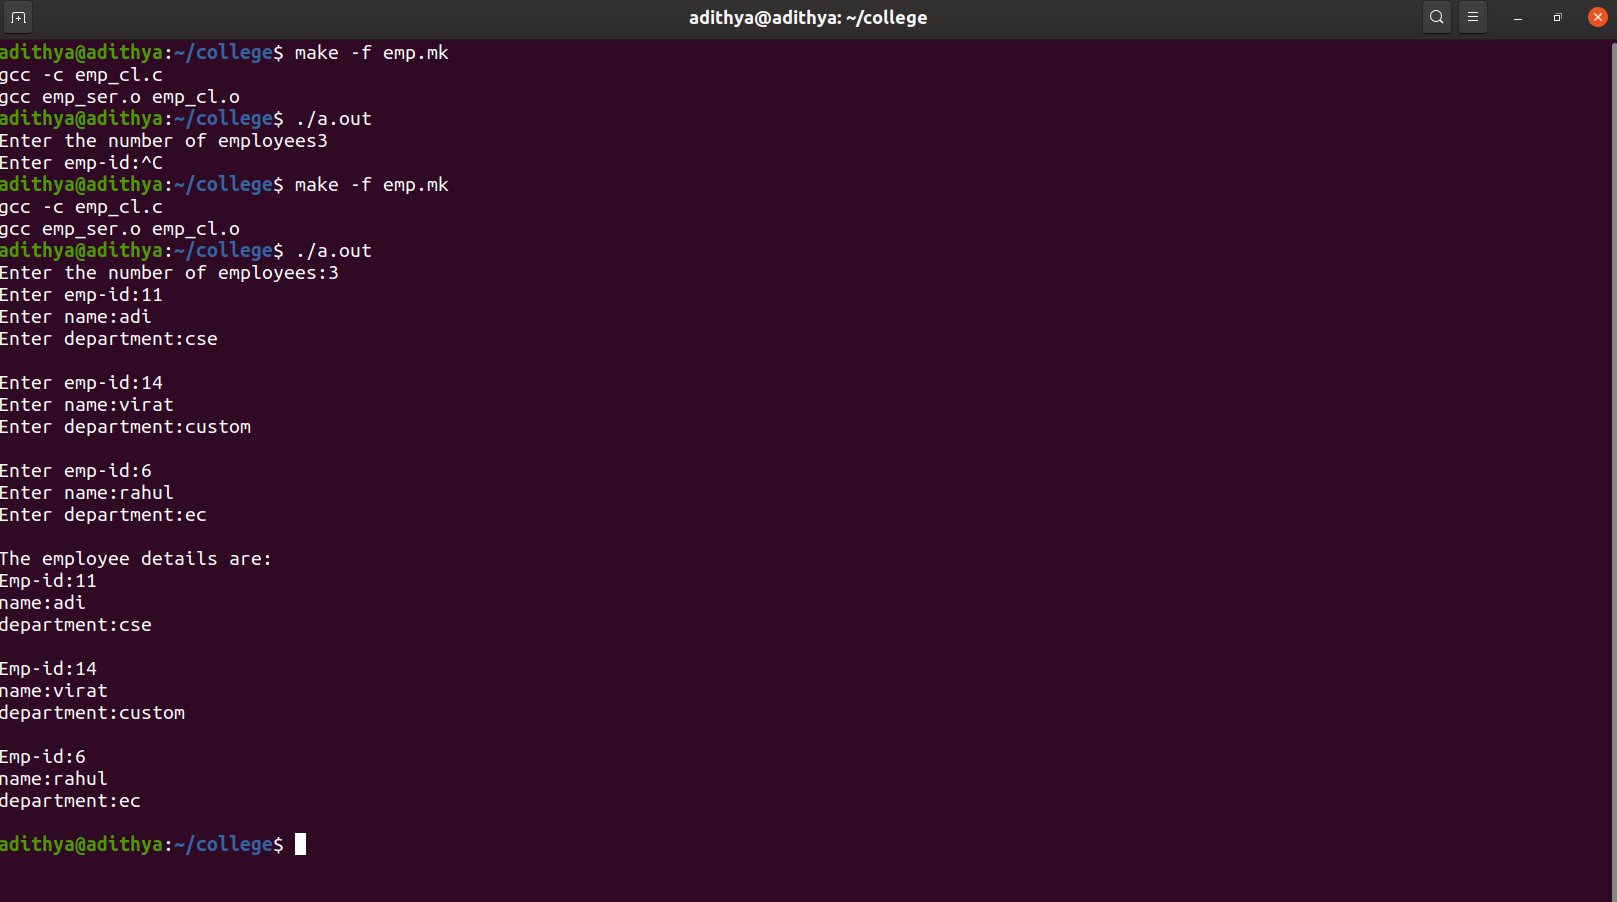 adithya@adithya: ~/college
adithya@adithya:~/college$ make -f emp.mk
gcc -c emp_cl.c
gcc emp_ser.o emp_cl.o
adithya@adithya:~/college$ ./a.out
Enter the number of employees3
Enter emp-id:^C
adithya@adithya:~/college$ make -f emp.mk
gcc -c emp_cl.c
gcc emp_ser.o emp_cl.o
adithya@adithya:~/college$ ./a.out
Enter the number of employees:3
Enter emp-id:11
Enter name:adi
Enter department:cse
Enter emp-id:14
Enter name:virat
Enter department:custom
Enter emp-id:6
Enter name:rahul
Enter department:ec
The employee details are:
Emp-id:11
name:adi
department:cse
Emp-id:14
name:virat
department:custom
Emp-id:6
name:rahul
department:ec
adithya@adithya:~/college$